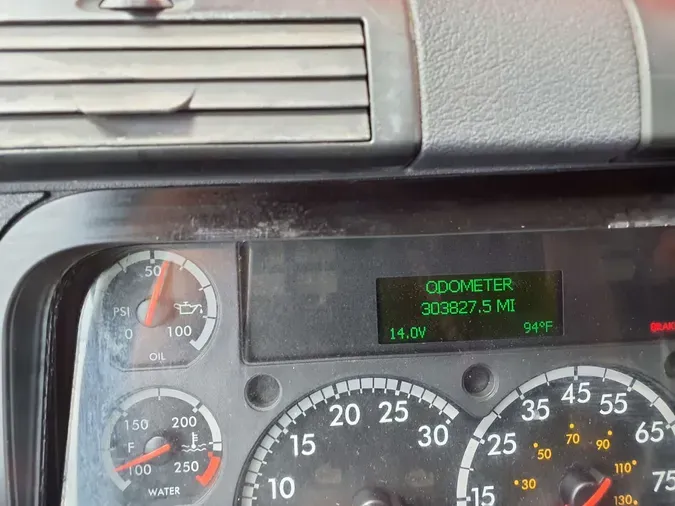 ODOMETER
303827.5 MI
14.0V 94°F
50
PSI
0 100
OIL
150 200
F
100 250
WATER
10 15 20 25 30
15 25 35 45 55 65 75
30 50 70 90 110 130